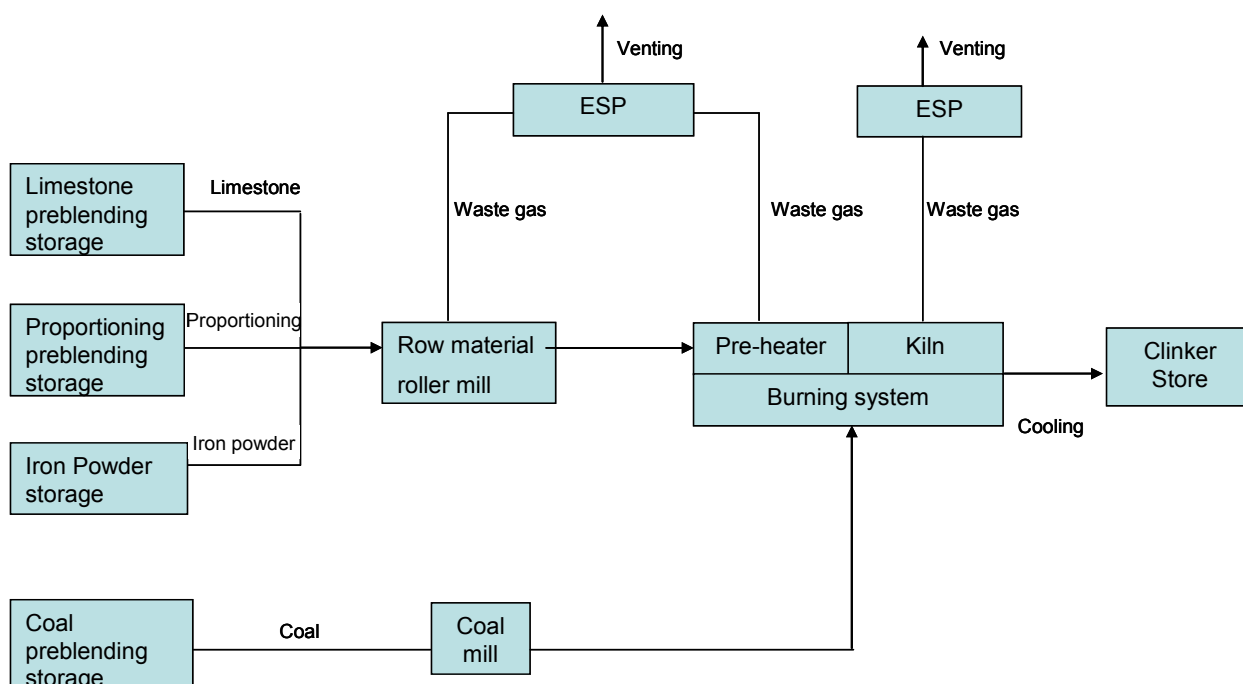 Venting
Venting
ESP
ESP
Limestone
preblending
storage
Limestone
Waste gas
Waste gas
Waste gas
Proportioning
preblending
storage
Proportioning
Row material
roller mill
Pre-heater
Kiln
Burning system
Clinker
Store
Cooling
Iron powder
Iron Powder
storage
Coal
preblending
storage
Coal
Coal
mill